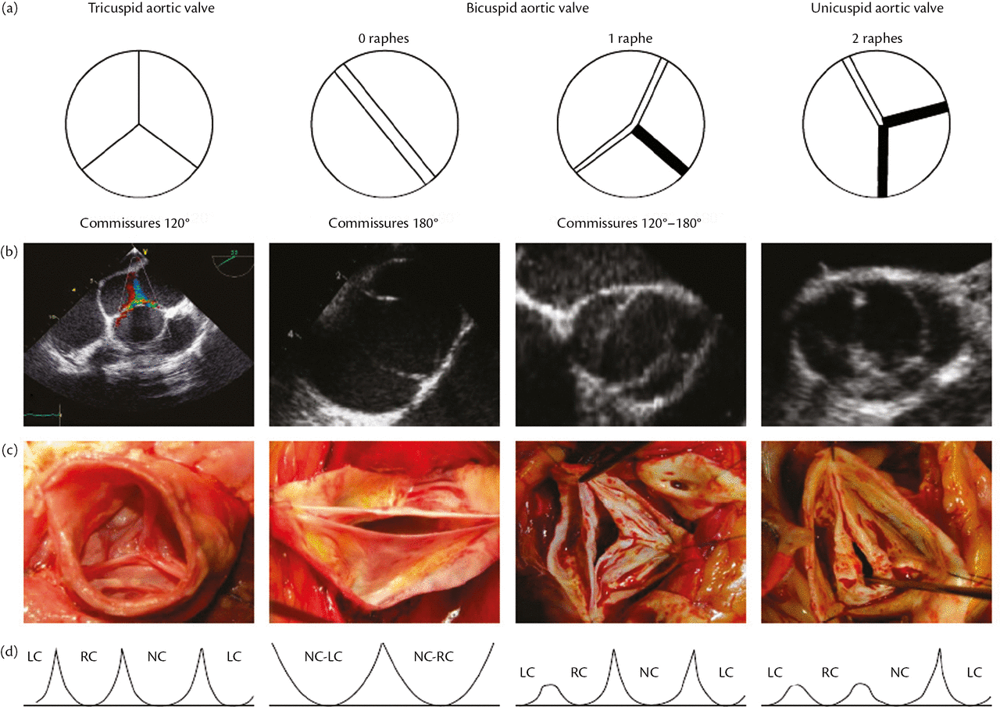 (a)
Tricuspid aortic valve
Bicuspid aortic valve
Unicuspid aortic valve
0 raphes
1 raphe
2 raphes
Commissures 120°
Commissures 180°
Commissures 120°–180°
(b)
2
4
(c)
(d)
LC RC NC LC
NC-LC NC-RC
LC RC NC LC
LC RC NC LC